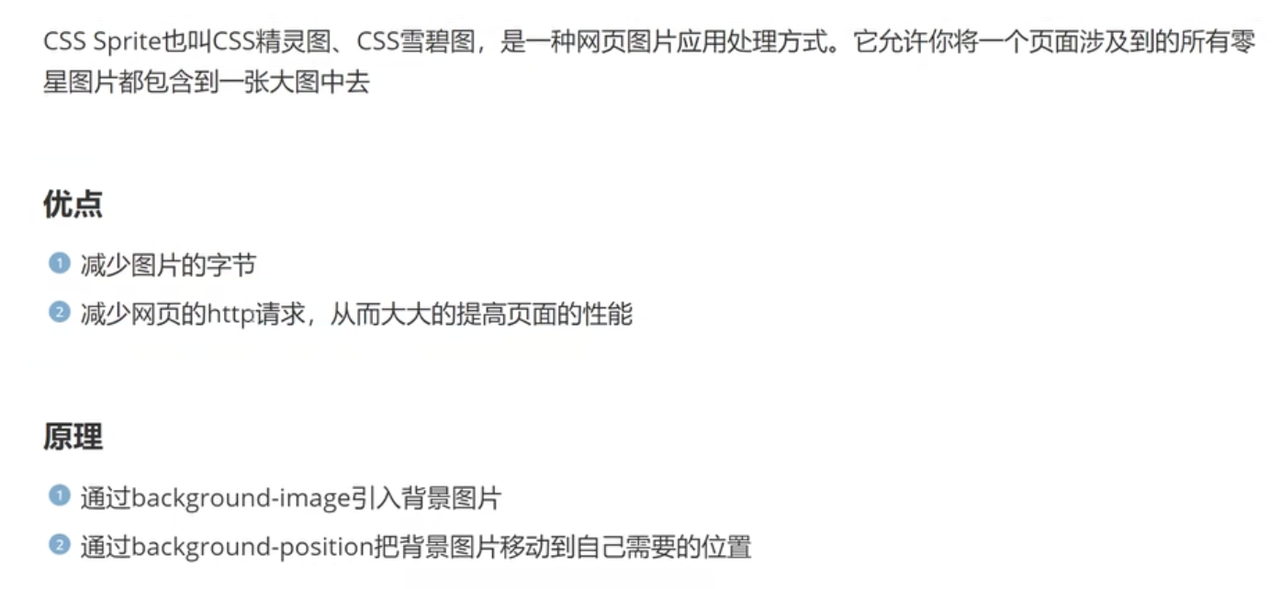 CSS Sprite也叫CSS精灵图、CSS雪碧图，是一种网页图片应用处理方式。它允许你将一个页面涉及到的所有零
星图片都包含到一张大图中去
优点
1 减少图片的字节
2 减少网页的http请求，从而大大的提高页面的性能
原理
1 通过background-image引入背景图片
2 通过background-position把背景图片移动到自己需要的位置